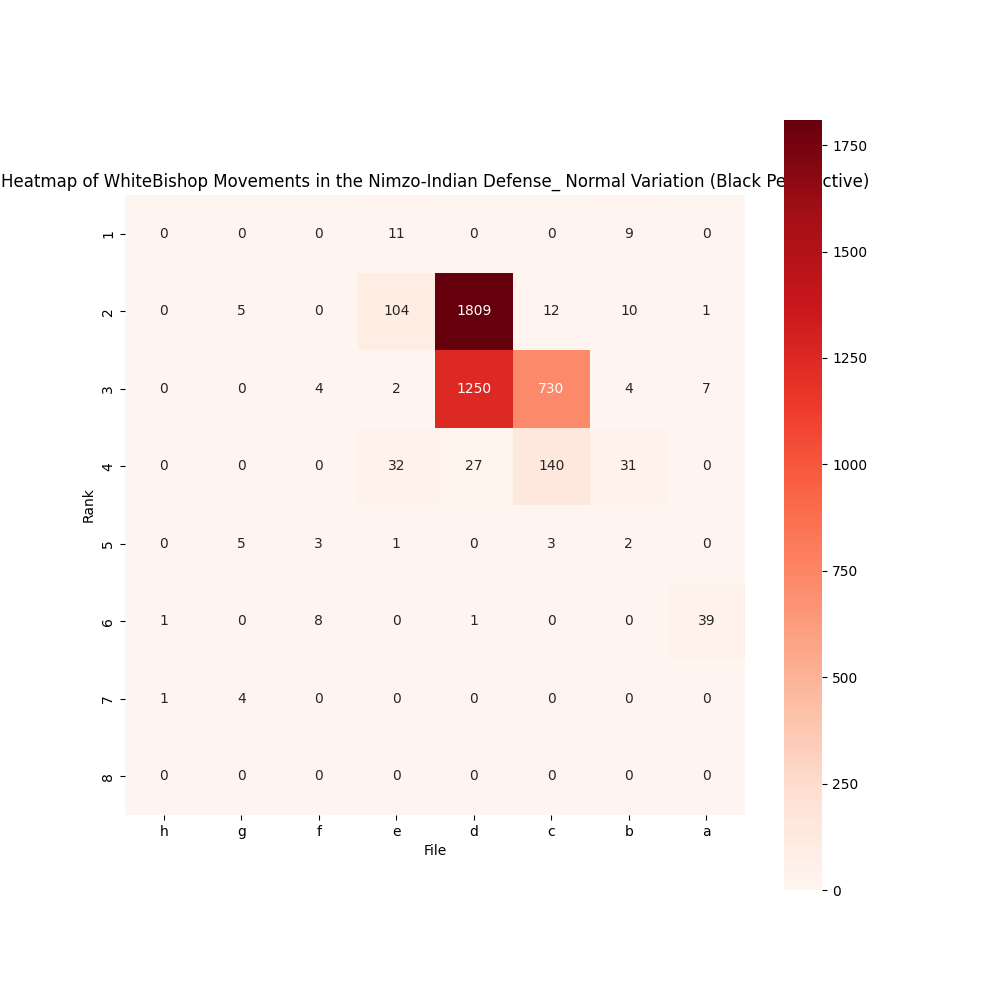 Heatmap of WhiteBishop Movements in the Nimzo-Indian Defense_ Normal Variation (Black Perspective)
1750
1500
1250
1000
750
500
250
0
Rank
1 0 0 0 11 0 0 9 0
2 0 5 0 104 1809 12 10 1
3 0 0 4 2 1250 730 4 7
4 0 0 0 32 27 140 31 0
5 0 5 3 1 0 3 2 0
6 1 0 8 0 1 0 0 39
7 1 4 0 0 0 0 0 0
8 0 0 0 0 0 0 0 0
h g f e d c b a
File